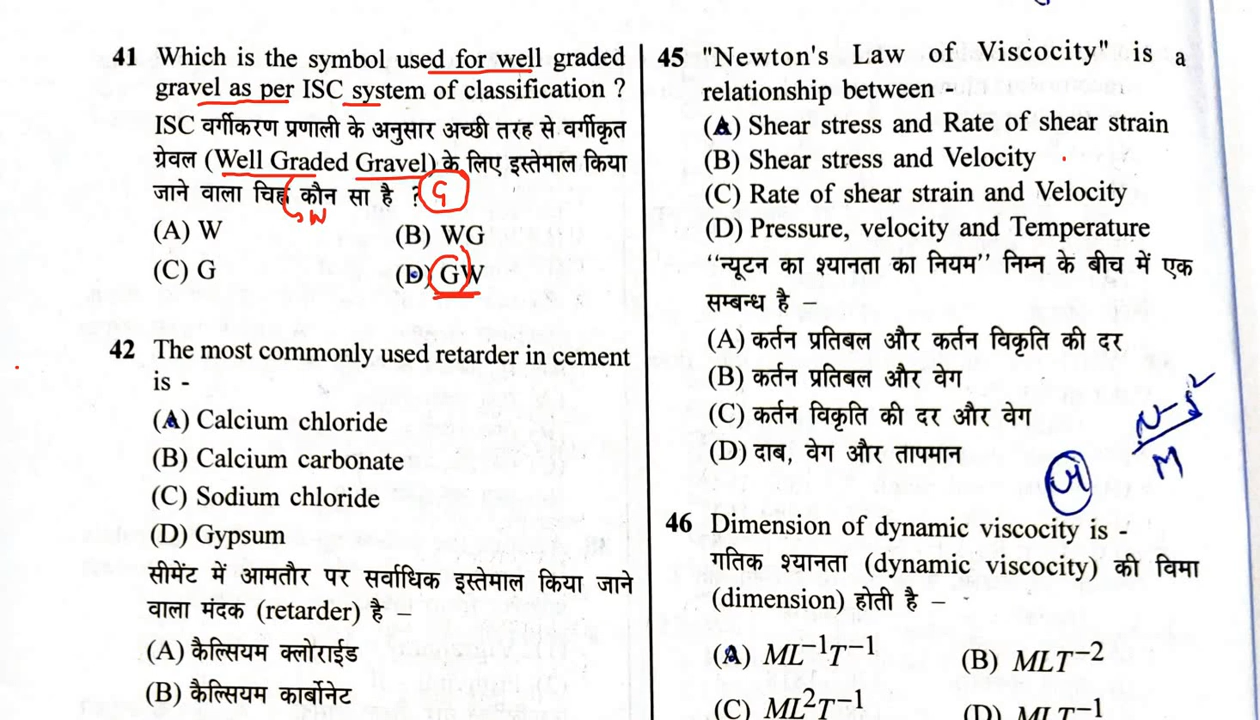 41 Which is the symbol used for well graded
gravel as per ISC system of classification ?
ISC वर्गीकरण प्रणाली के अनुसार अच्छी तरह से वर्गीकृत
ग्रेवल (Well Graded Gravel) के लिए इस्तेमाल किया
जाने वाला चिह्न कौन सा है ? G
W
(A) W (B) WG
(C) G (D) GW
42 The most commonly used retarder in cement
is -
(A) Calcium chloride
(B) Calcium carbonate
(C) Sodium chloride
(D) Gypsum
सीमेंट में आमतौर पर सर्वाधिक इस्तेमाल किया जाने
वाला मंदक (retarder) है –
(A) कैल्सियम क्लोराईड
(B) कैल्सियम कार्बोनेट
45 "Newton's Law of Viscocity" is a
relationship between -
(A) Shear stress and Rate of shear strain
(B) Shear stress and Velocity
(C) Rate of shear strain and Velocity
(D) Pressure, velocity and Temperature
“न्यूटन का श्यानता का नियम” निम्न के बीच में एक
सम्बन्ध है –
(A) कर्तन प्रतिबल और कर्तन विकृति की दर
(B) कर्तन प्रतिबल और वेग
(C) कर्तन विकृति की दर और वेग
(D) दाब, वेग और तापमान
46 Dimension of dynamic viscocity is -
गतिक श्यानता (dynamic viscocity) की विमा
(dimension) होती है –
(A) ML⁻¹T⁻¹ (B) MLT⁻²
(C) ML²T⁻¹ (D) MLT⁻¹